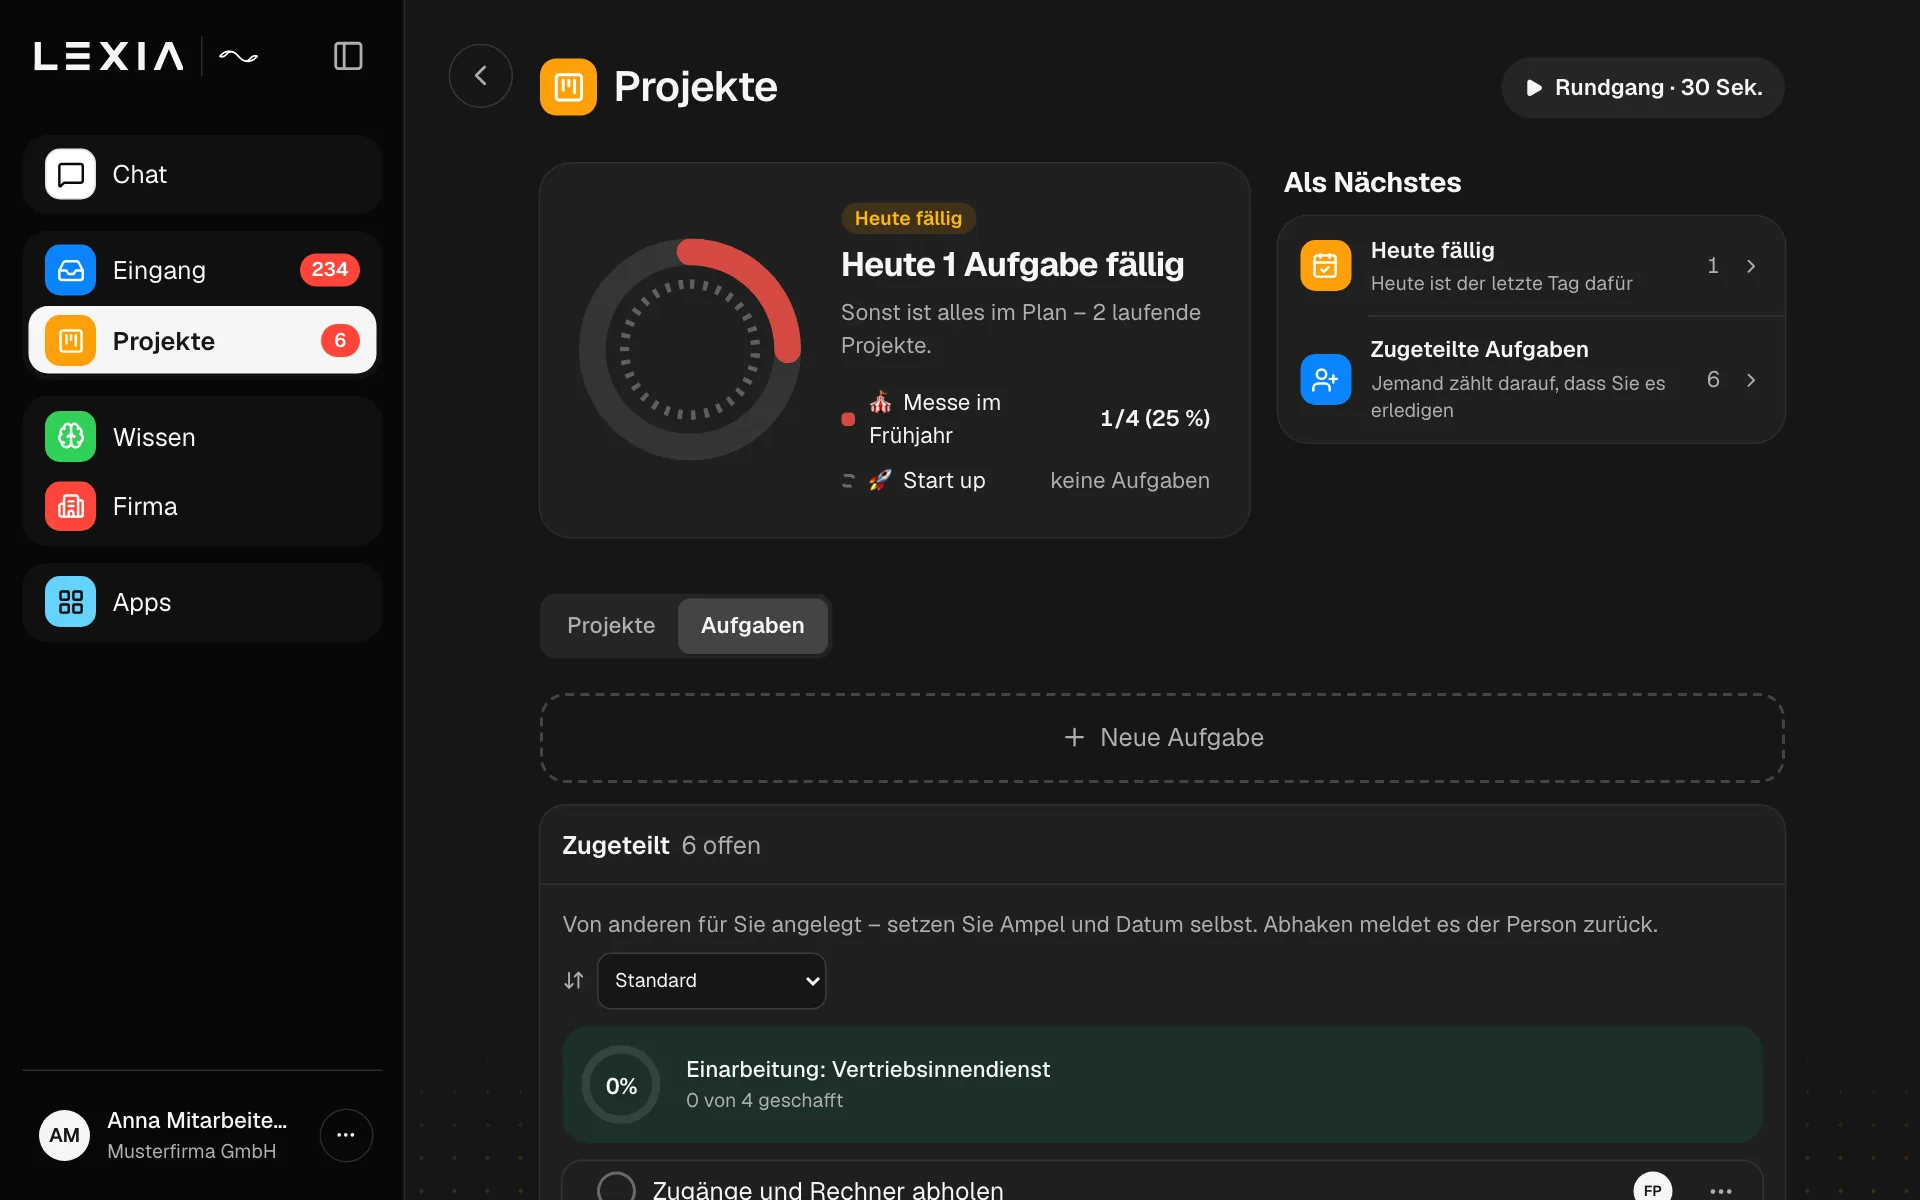 LEXIA
Chat
Eingang 234
Projekte 6
Wissen
Firma
Apps
AM
Anna Mitarbeite...
Musterfirma GmbH
Projekte
Rundgang · 30 Sek.
Heute fällig
Heute 1 Aufgabe fällig
Sonst ist alles im Plan – 2 laufende
Projekte.
Messe im
Frühjahr
1/4 (25 %)
Start up
keine Aufgaben
Als Nächstes
Heute fällig
Heute ist der letzte Tag dafür
1
Zugeteilte Aufgaben
Jemand zählt darauf, dass Sie es
erledigen
6
Projekte
Aufgaben
+ Neue Aufgabe
Zugeteilt 6 offen
Von anderen für Sie angelegt – setzen Sie Ampel und Datum selbst. Abhaken meldet es der Person zurück.
Standard
0%
Einarbeitung: Vertriebsinnendienst
0 von 4 geschafft
Zugänge und Rechner abholen
FP